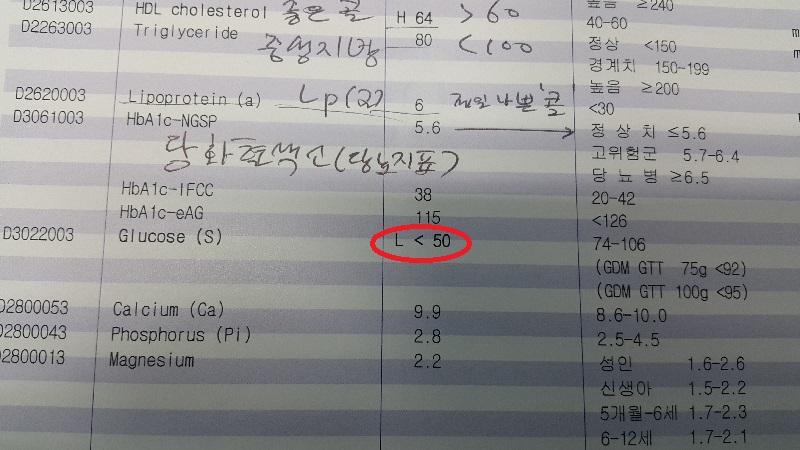 D2613003 HDL cholesterol 좋은 콜 H 64 >60 높음 ≥240
40-60
D2263003 Triglyceride 중성지방 80 <100 정상 <150
경계치 150-199
높음 ≥200
D2620003 Lipoprotein (a) Lp(a) 6 제일 나쁜 '콜' <30
D3061003 HbA1c-NGSP 5.6 정상치 ≤5.6
당화혈색소(당뇨지표) 고위험군 5.7-6.4
당뇨병 ≥6.5
HbA1c-IFCC 38 20-42
HbA1c-eAG 115 <126
D3022003 Glucose (S) L < 50 74-106
(GDM GTT 75g <92)
(GDM GTT 100g <95)
D2800053 Calcium (Ca) 9.9 8.6-10.0
D2800043 Phosphorus (Pi) 2.8 2.5-4.5
D2800013 Magnesium 2.2 성인 1.6-2.6
신생아 1.5-2.2
5개월-6세 1.7-2.3
6-12세 1.7-2.1